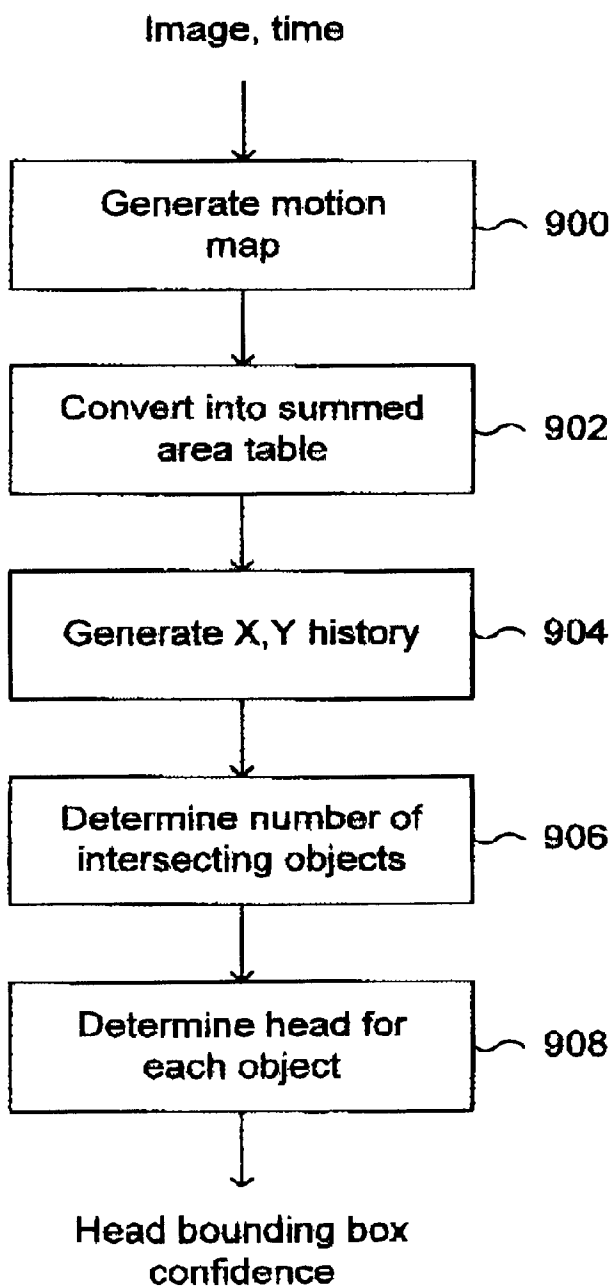 Image, time
Generate motion
map
900
Convert into summed
area table
902
Generate X,Y history
904
Determine number of
intersecting objects
906
Determine head for
each object
908
Head bounding box
confidence